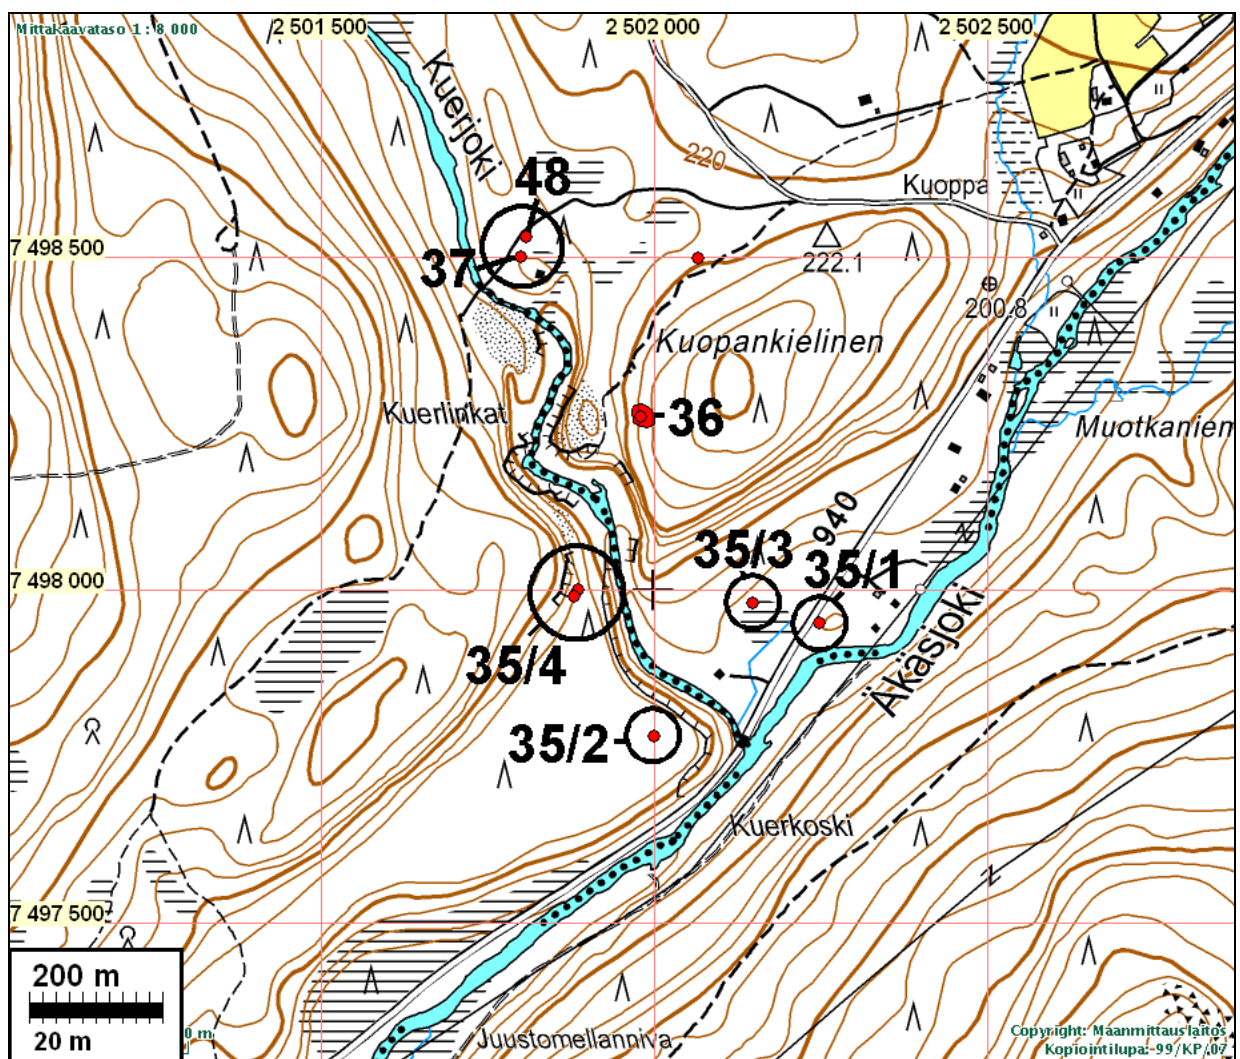 Mittakaavataso 1 : 8 000
2 501 500
2 502 000
2 502 500
Kuerjoki
220
48
Kuoppa
7 498 500
37
222.1
200.8
Kuopankielinen
Kuerlinkat
36
Muotkaniem
940
35/3
35/1
7 498 000
35/4
Äkäsjoki
35/2
Kuerkoski
7 497 500
200 m
20 m
0 m
Juustomellanniva
Copyright: Maanmittauslaitos
Kopiointilupa: 99/KP/07